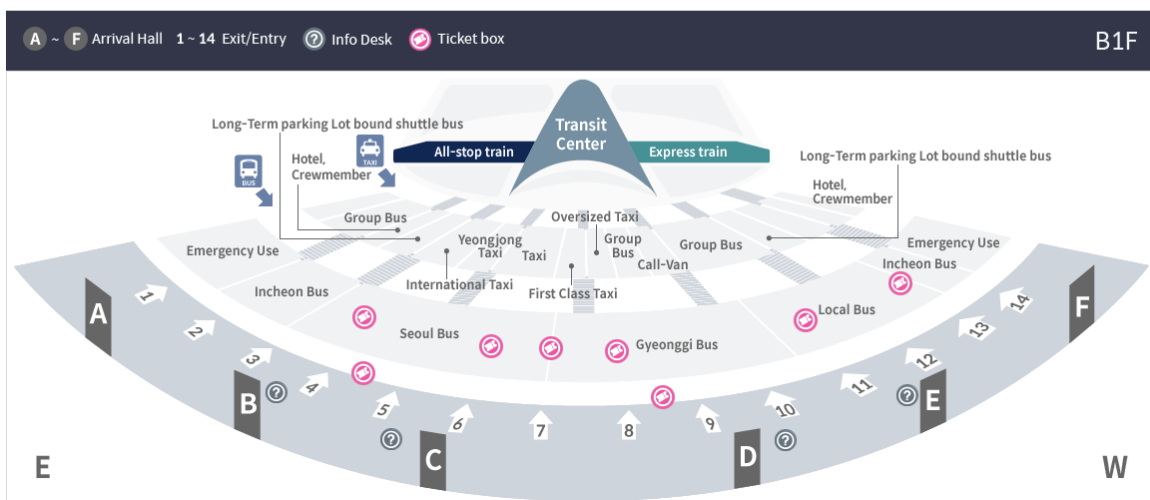 A ~ F Arrival Hall 1 ~ 14 Exit/Entry ? Info Desk Ticket box
B1F
Transit
Center
All-stop train
Express train
Long-Term parking Lot bound shuttle bus
TAXI
BUS
Hotel,
Crewmember
Long-Term parking Lot bound shuttle bus
Hotel,
Crewmember
Group Bus
Oversized Taxi
Emergency Use
Yeongjong
Taxi
Taxi
Group
Bus
Call-Van
Group Bus
Emergency Use
Incheon Bus
International Taxi
First Class Taxi
Incheon Bus
Seoul Bus
Gyeonggi Bus
Local Bus
A
1
2
3
4
B
?
5
?
6
C
7
8
9
D
10
?
11
12
?
E
13
14
F
E
W